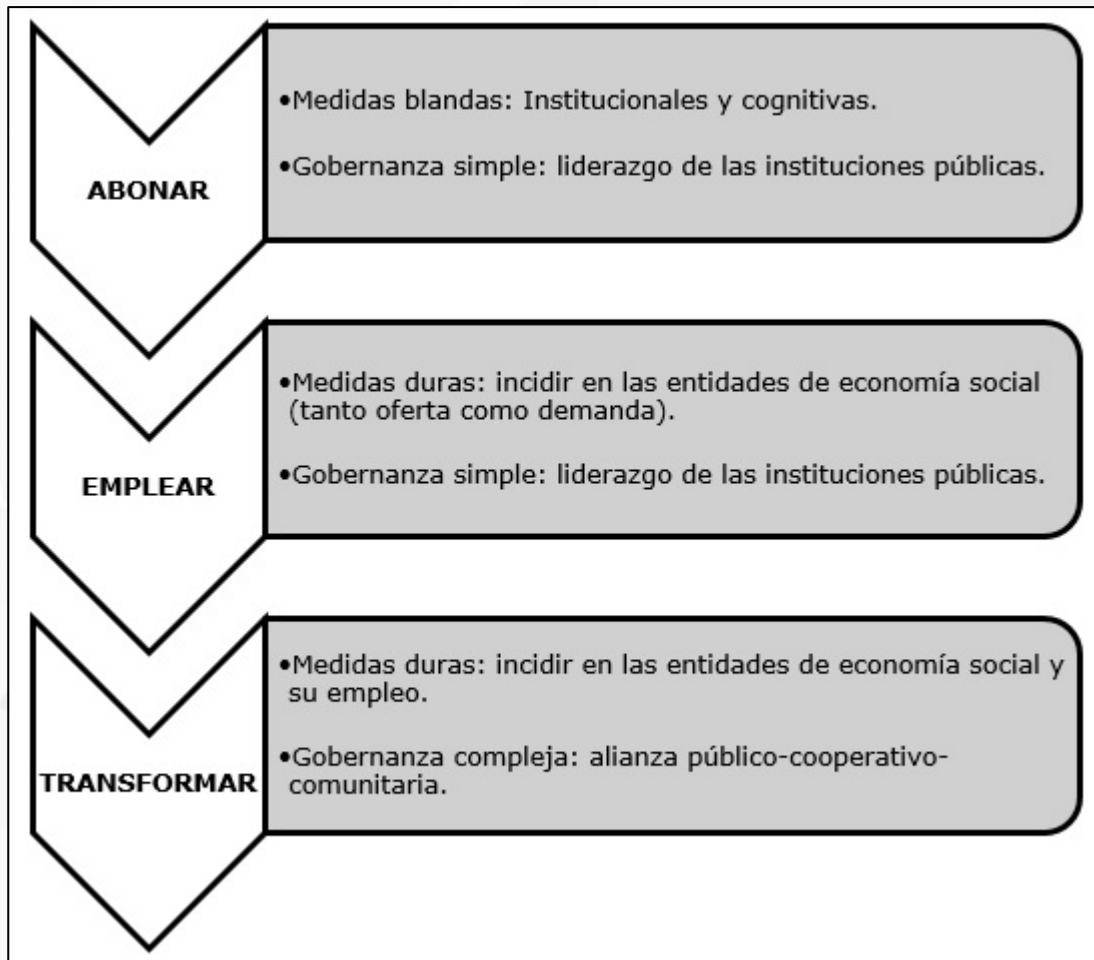 ABONAR
•Medidas blandas: Institucionales y cognitivas.
•Gobernanza simple: liderazgo de las instituciones públicas.
EMPLEAR
•Medidas duras: incidir en las entidades de economía social
(tanto oferta como demanda).
•Gobernanza simple: liderazgo de las instituciones públicas.
TRANSFORMAR
•Medidas duras: incidir en las entidades de economía social y
su empleo.
•Gobernanza compleja: alianza público-cooperativo-
comunitaria.